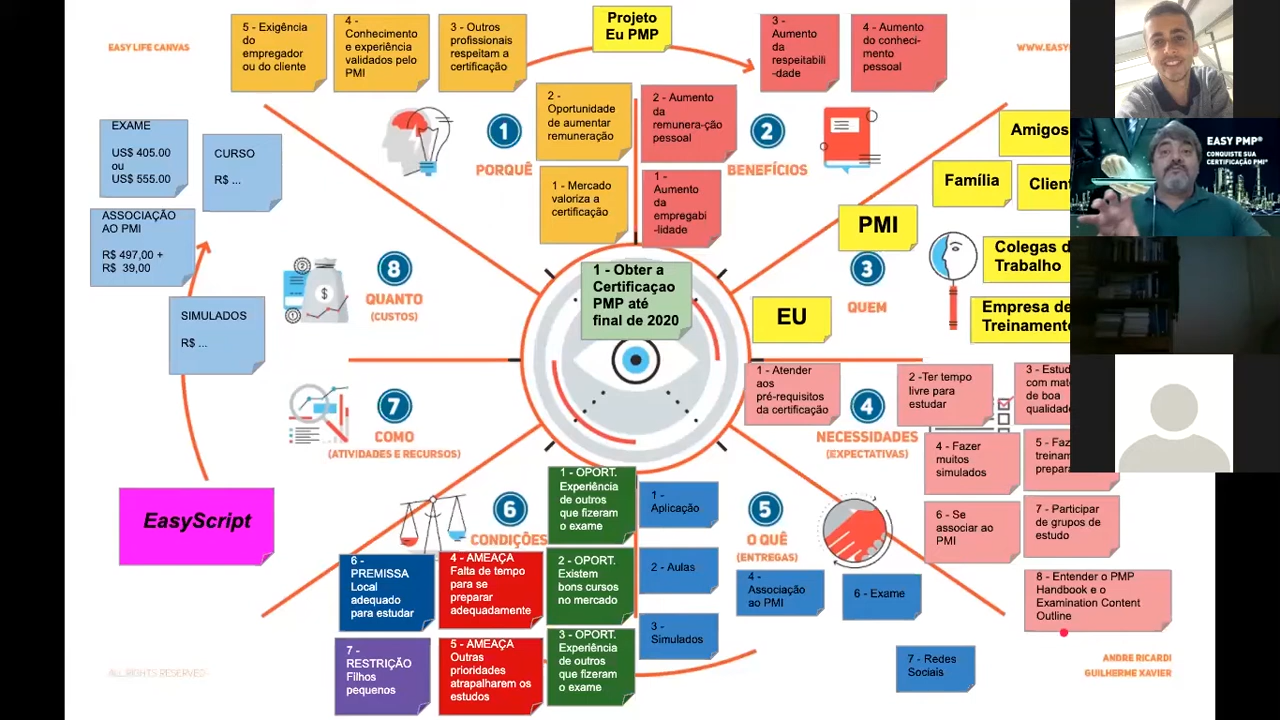 EASY LIFE CANVAS
5 - Exigência
do
empregador
ou do cliente
4 -
Conhecimento
e experiência
validados pelo
PMI
3 - Outros
profissionais
respeitam a
certificação
Projeto
Eu PMP
3 -
Aumento
da
respeitabili
-dade
4 - Aumento
do conheci-
mento
pessoal
WWW.EASY
2 -
Oportunidade
de aumentar
remuneração
2 - Aumento
da
remunera-ção
pessoal
1
PORQUÊ
1 - Mercado
valoriza a
certificação
1 -
Aumento
da
empregabi
-lidade
2
BENEFÍCIOS
EXAME
US$ 405.00
ou
US$ 555.00
CURSO
R$ ...
ASSOCIAÇÃO
AO PMI
R$ 497,00 +
R$ 39,00
SIMULADOS
R$ ...
8
QUANTO
(CUSTOS)
1 - Obter a
Certificaçao
PMP até
final de 2020
Amigos
Família
Clien
PMI
3
QUEM
EU
Colegas d
Trabalho
Empresa de
Treinamento
EASY PMP®
CONQUISTE SUA
CERTIFICAÇÃO PMI®
7
COMO
(ATIVIDADES E RECURSOS)
1 - Atender
aos
pré-requisitos
da certificação
4
NECESSIDADES
(EXPECTATIVAS)
2 -Ter tempo
livre para
estudar
3 - Estud
com mat
de boa
qualidad
4 - Fazer
muitos
simulados
5 - Faz
treinam
prepara
6 - Se
associar ao
PMI
7 - Participar
de grupos de
estudo
8 - Entender o PMP
Handbook e o
Examination Content
Outline
EasyScript
6
CONDIÇÕES
1 - OPORT.
Experiência
de outros
que fizeram
o exame
2 - OPORT.
Existem
bons cursos
no mercado
3 - OPORT.
Experiência
de outros
que fizeram
o exame
4 - AMEAÇA
Falta de tempo
para se
preparar
adequadamente
5 - AMEAÇA
Outras
prioridades
atrapalharem os
estudos
6 -
PREMISSA
Local
adequado
para estudar
7 -
RESTRIÇÃO
Filhos
pequenos
5
O QUÊ
(ENTREGAS)
1 -
Aplicação
2 - Aulas
3 -
Simulados
4 -
Associação
ao PMI
6 - Exame
7 - Redes
Sociais
ALL RIGHTS RESERVED
ANDRE RICARDI
GUILHERME XAVIER